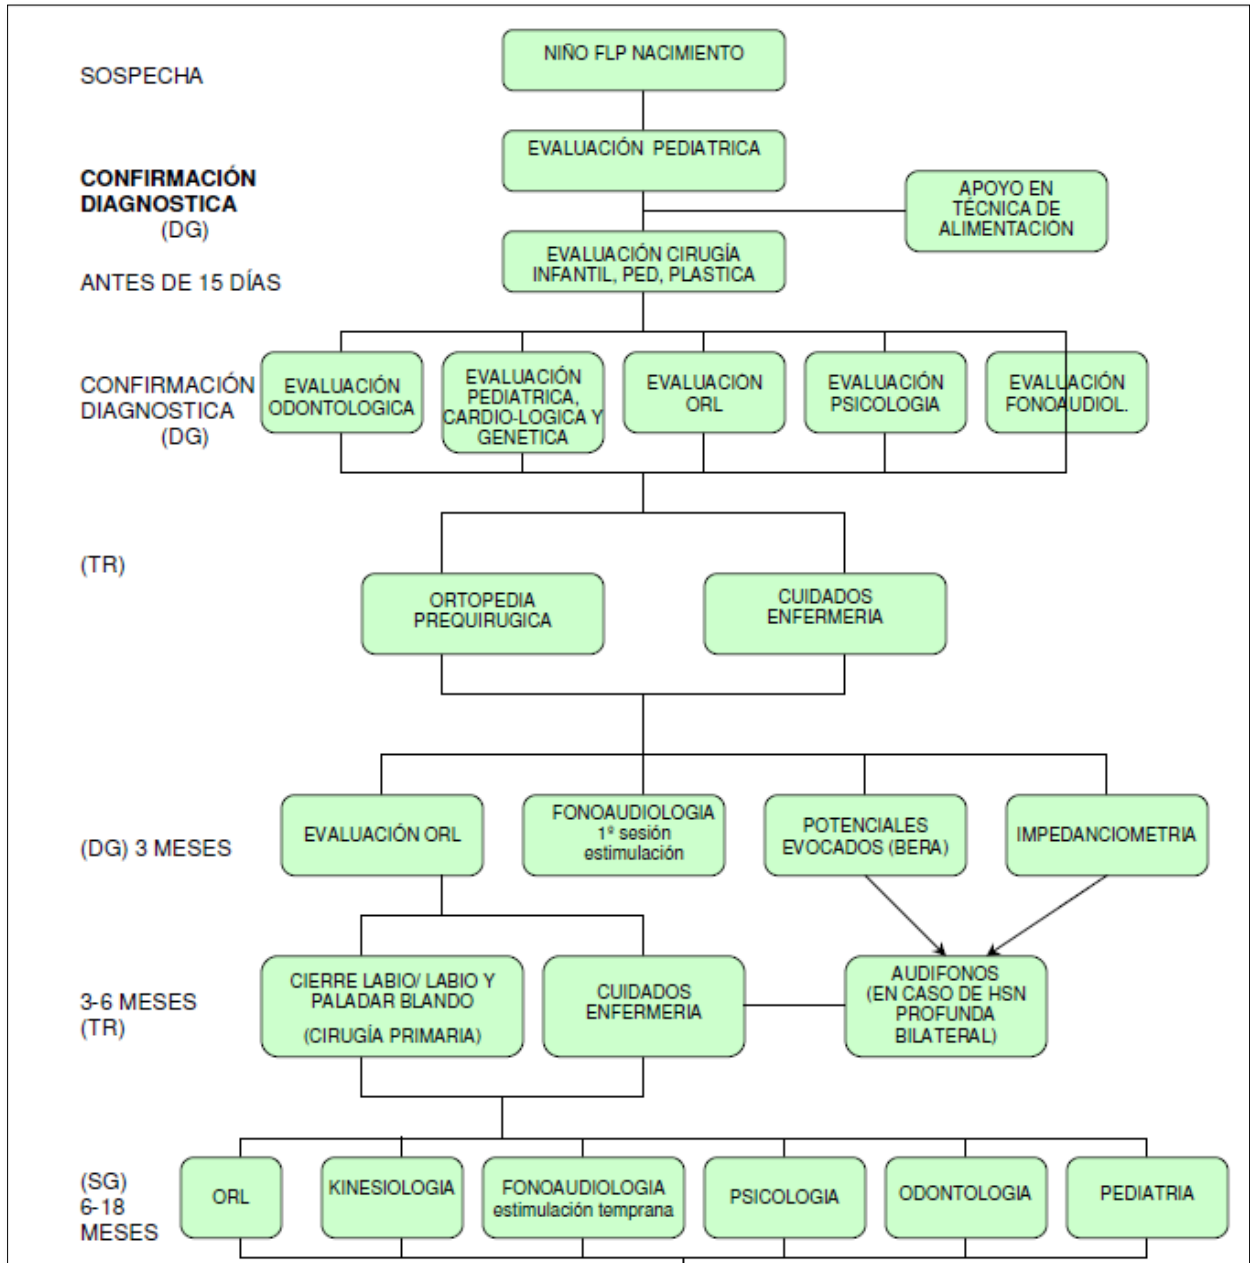 NIÑO FLP NACIMIENTO
SOSPECHA
EVALUACIÓN PEDIATRICA
CONFIRMACIÓN
DIAGNOSTICA
(DG)
APOYO EN
TÉCNICA DE
ALIMENTACIÓN
EVALUACIÓN CIRUGÍA
INFANTIL, PED, PLASTICA
ANTES DE 15 DÍAS
CONFIRMACIÓN
DIAGNOSTICA
(DG)
EVALUACIÓN
ODONTOLOGICA
EVALUACIÓN
PEDIATRICA,
CARDIO-LOGICA Y
GENETICA
EVALUACIÓN
ORL
EVALUACIÓN
PSICOLOGIA
EVALUACIÓN
FONOAUDIOL.
(TR)
ORTOPEDIA
PREQUIRUGICA
CUIDADOS
ENFERMERIA
(DG) 3 MESES
EVALUACIÓN ORL
FONOAUDIOLOGIA
1º sesión
estimulación
POTENCIALES
EVOCADOS (BERA)
IMPEDANCIOMETRIA
3-6 MESES
(TR)
CIERRE LABIO/ LABIO Y
PALADAR BLANDO
(CIRUGÍA PRIMARIA)
CUIDADOS
ENFERMERIA
AUDIFONOS
(EN CASO DE HSN
PROFUNDA
BILATERAL)
(SG)
6-18
MESES
ORL
KINESIOLOGIA
FONOAUDIOLOGIA
estimulación temprana
PSICOLOGIA
ODONTOLOGIA
PEDIATRIA